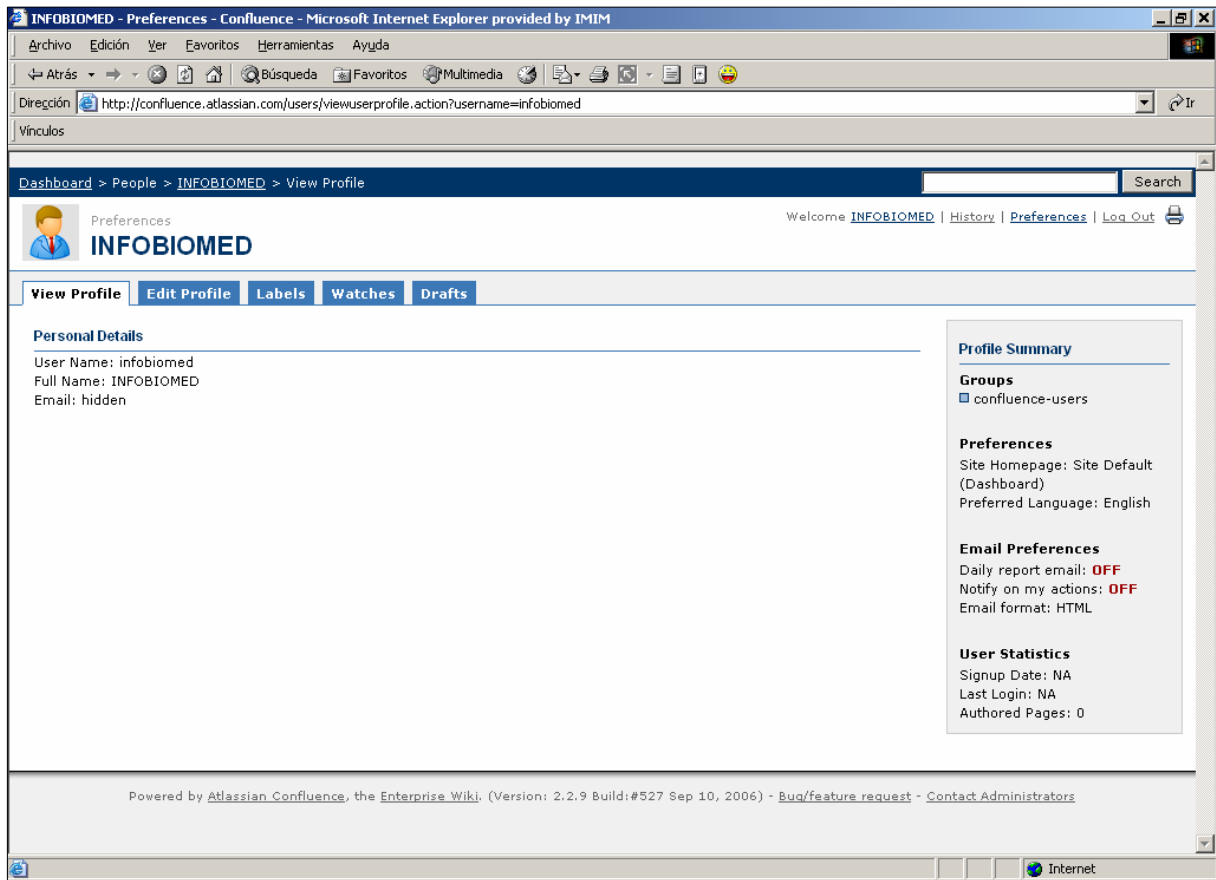 INFOBIOMED - Preferences - Confluence - Microsoft Internet Explorer provided by IMIM
Archivo Edición Ver Favoritos Herramientas Ayuda
Atrás Búsqueda Favoritos Multimedia
Dirección http://confluence.atlassian.com/users/viewuserprofile.action?username=infobiomed Ir
Vínculos
Dashboard > People > INFOBIOMED > View Profile Search
Preferences
Welcome INFOBIOMED | History | Preferences | Log Out
INFOBIOMED
View Profile Edit Profile Labels Watches Drafts
Personal Details
User Name: infobiomed
Full Name: INFOBIOMED
Email: hidden
Profile Summary
Groups
confluence-users
Preferences
Site Homepage: Site Default
(Dashboard)
Preferred Language: English
Email Preferences
Daily report email: OFF
Notify on my actions: OFF
Email format: HTML
User Statistics
Signup Date: NA
Last Login: NA
Authored Pages: 0
Powered by Atlassian Confluence, the Enterprise Wiki. (Version: 2.2.9 Build:#527 Sep 10, 2006) - Bug/feature request - Contact Administrators
Internet